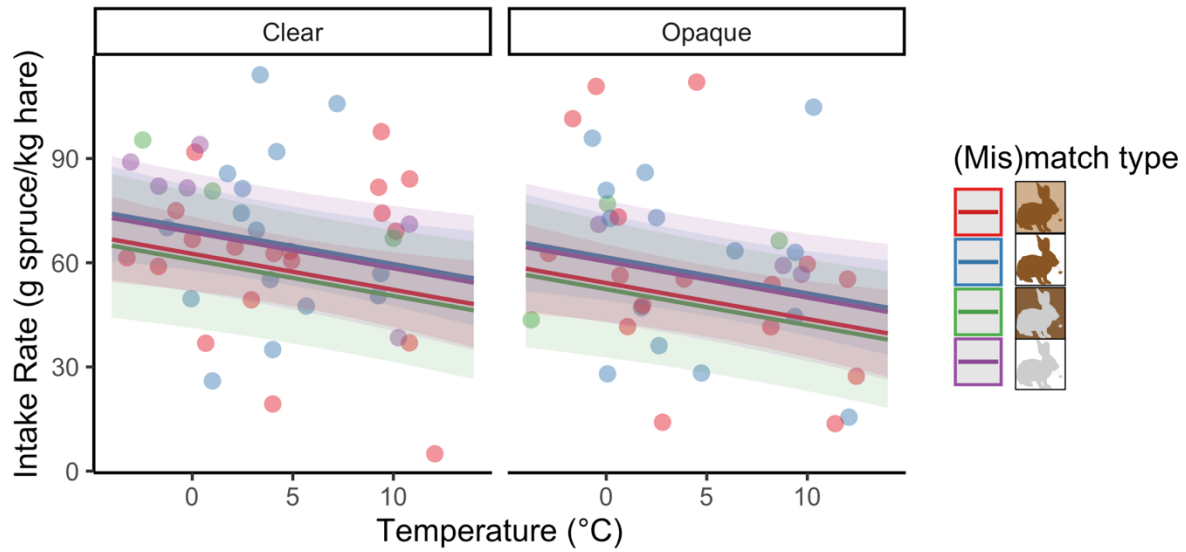 Clear
Opaque
Intake Rate (g spruce/kg hare)
90
60
30
0
0
5
10
0
5
10
Temperature (°C)
(Mis)match type